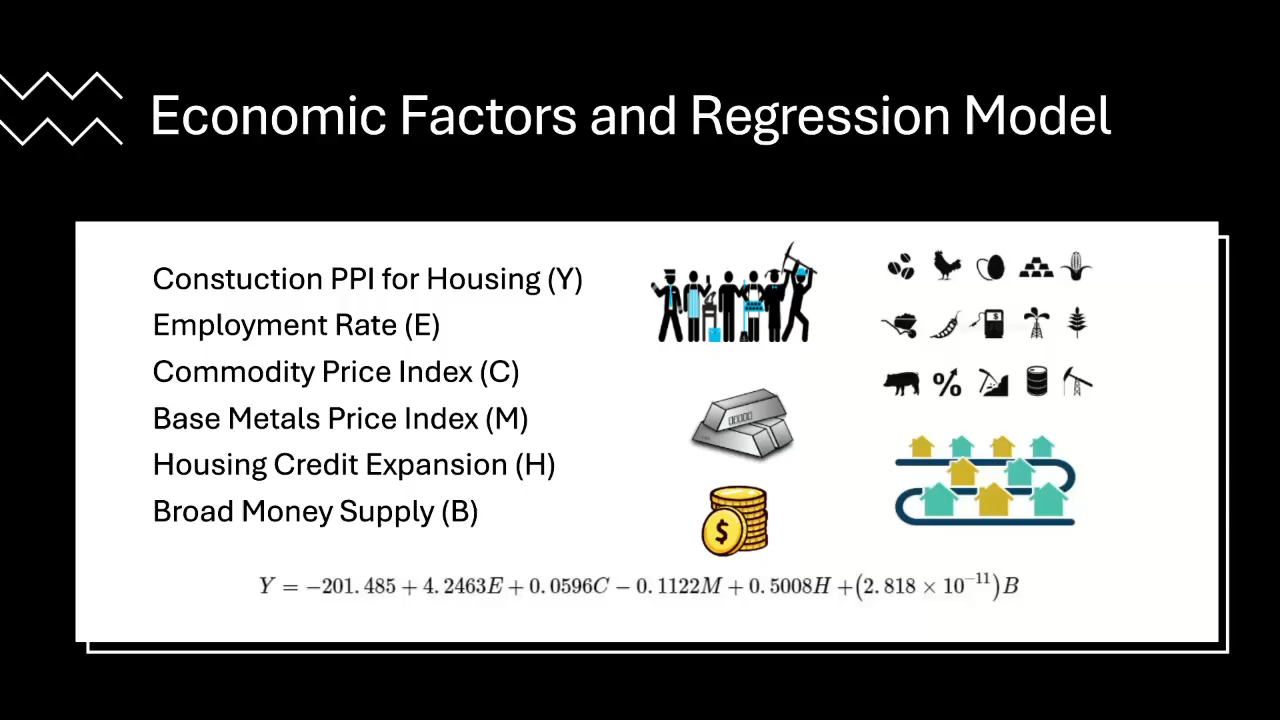 Economic Factors and Regression Model
Constuction PPI for Housing (Y)
Employment Rate (E)
Commodity Price Index (C)
Base Metals Price Index (M)
Housing Credit Expansion (H)
Broad Money Supply (B)
$
%
$
Y = −201.485 + 4.2463E + 0.0596C − 0.1122M + 0.5008H + (2.818 × 10⁻¹¹)B